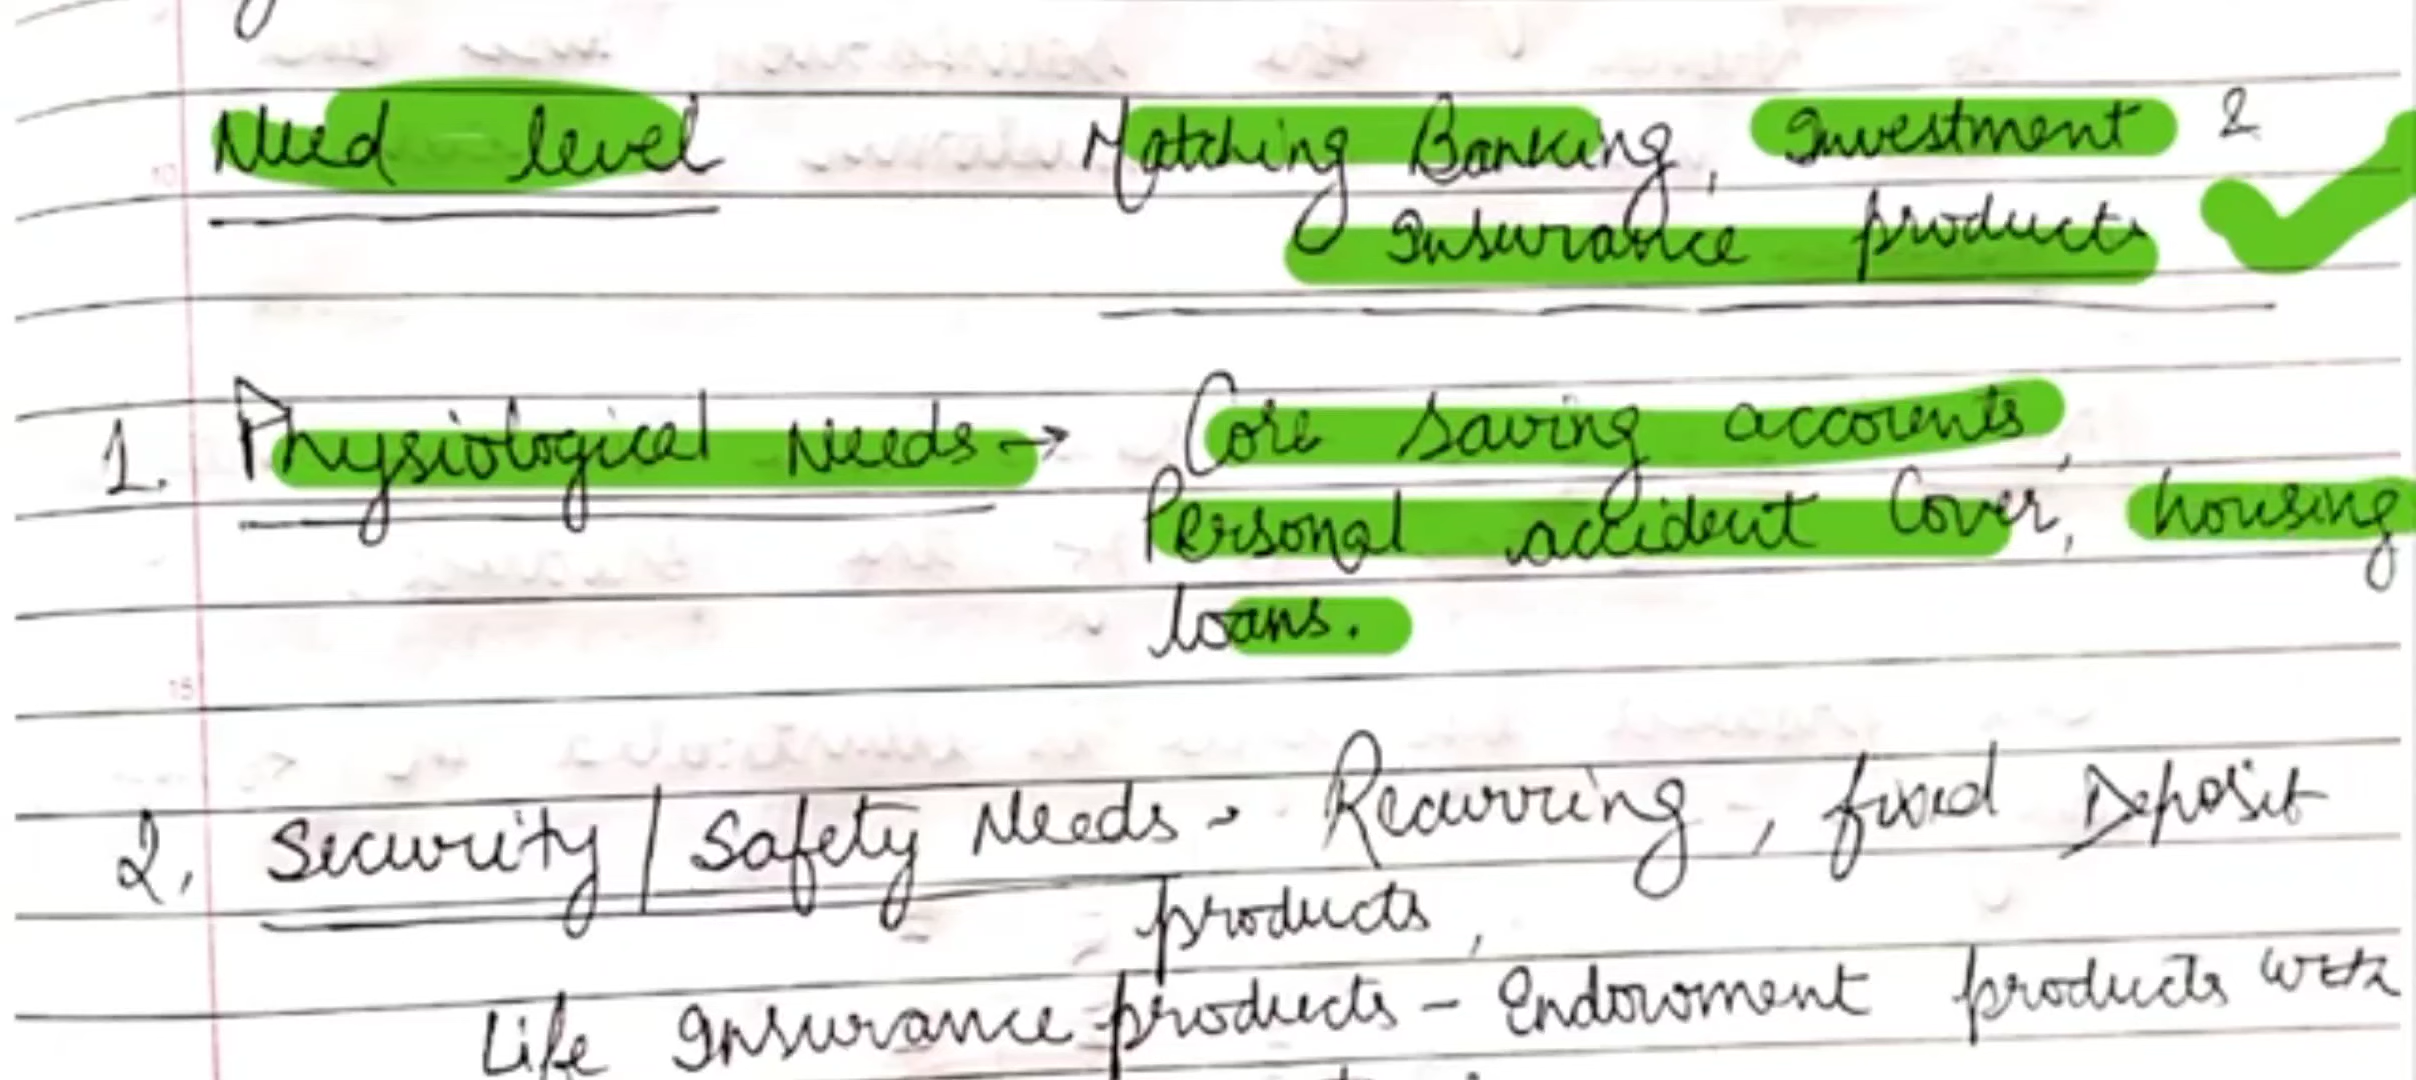 Need level Matching Banking, Investment &
Insurance products
1. Physiological Needs → Core saving accounts,
Personal accident Cover, housing
loans.
2. Security / Safety Needs - Recurring, fixed Deposit
products,
Life Insurance products - Endowment products with